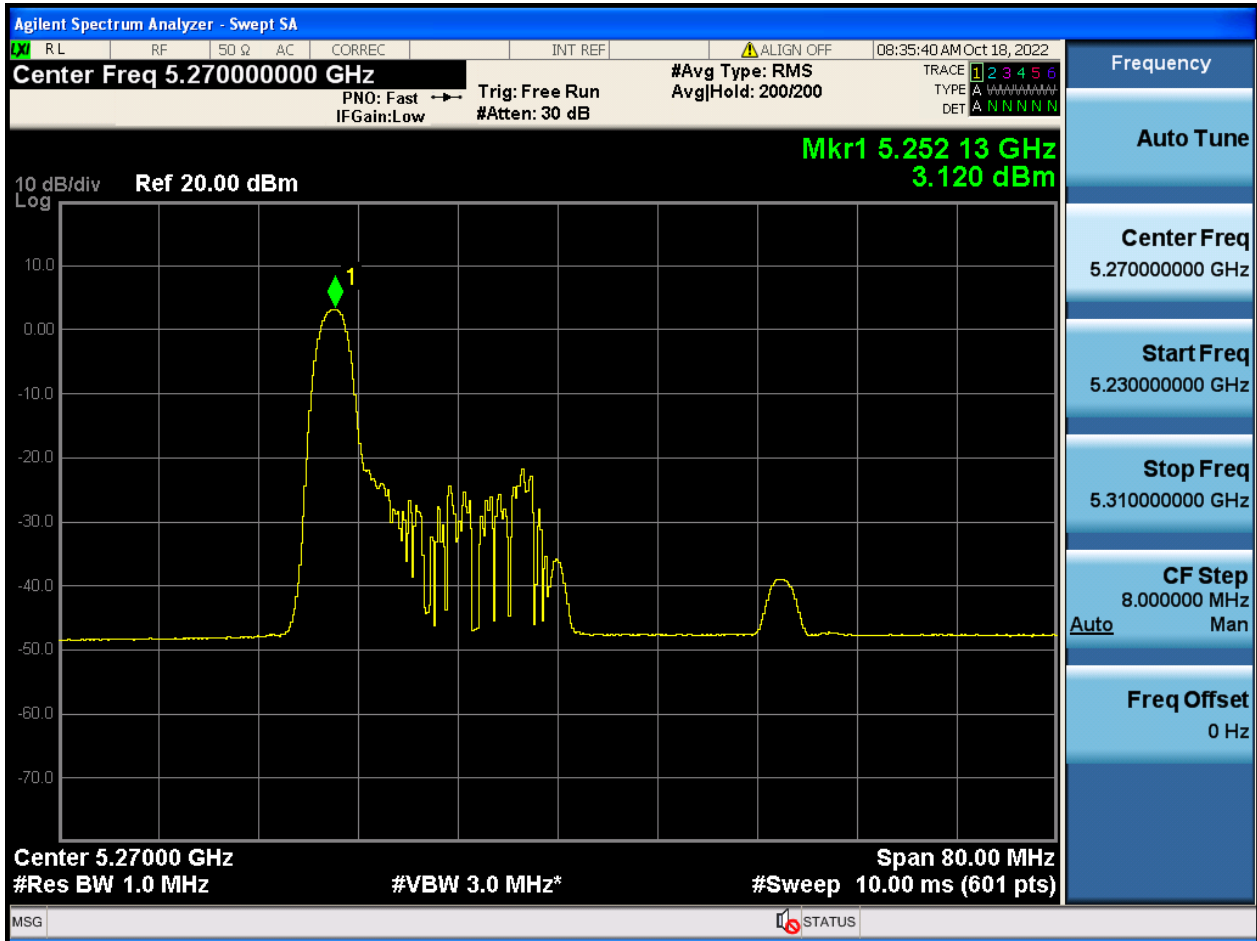 Agilent Spectrum Analyzer - Swept SA
LXI RL RF 50 Ω AC CORREC INT REF ALIGN OFF 08:35:40 AM Oct 18, 2022
Center Freq 5.270000000 GHz
PNO: Fast
IFGain:Low
Trig: Free Run
#Atten: 30 dB
#Avg Type: RMS
Avg|Hold: 200/200
TRACE 1 2 3 4 5 6
TYPE A WWWWWW
DET A N N N N N
Mkr1 5.252 13 GHz
3.120 dBm
10 dB/div Ref 20.00 dBm
Log
10.0
1
0.00
-10.0
-20.0
-30.0
-40.0
-50.0
-60.0
-70.0
Center 5.27000 GHz Span 80.00 MHz
#Res BW 1.0 MHz #VBW 3.0 MHz* #Sweep 10.00 ms (601 pts)
MSG STATUS
Frequency
Auto Tune
Center Freq
5.270000000 GHz
Start Freq
5.230000000 GHz
Stop Freq
5.310000000 GHz
CF Step
8.000000 MHz
Auto Man
Freq Offset
0 Hz